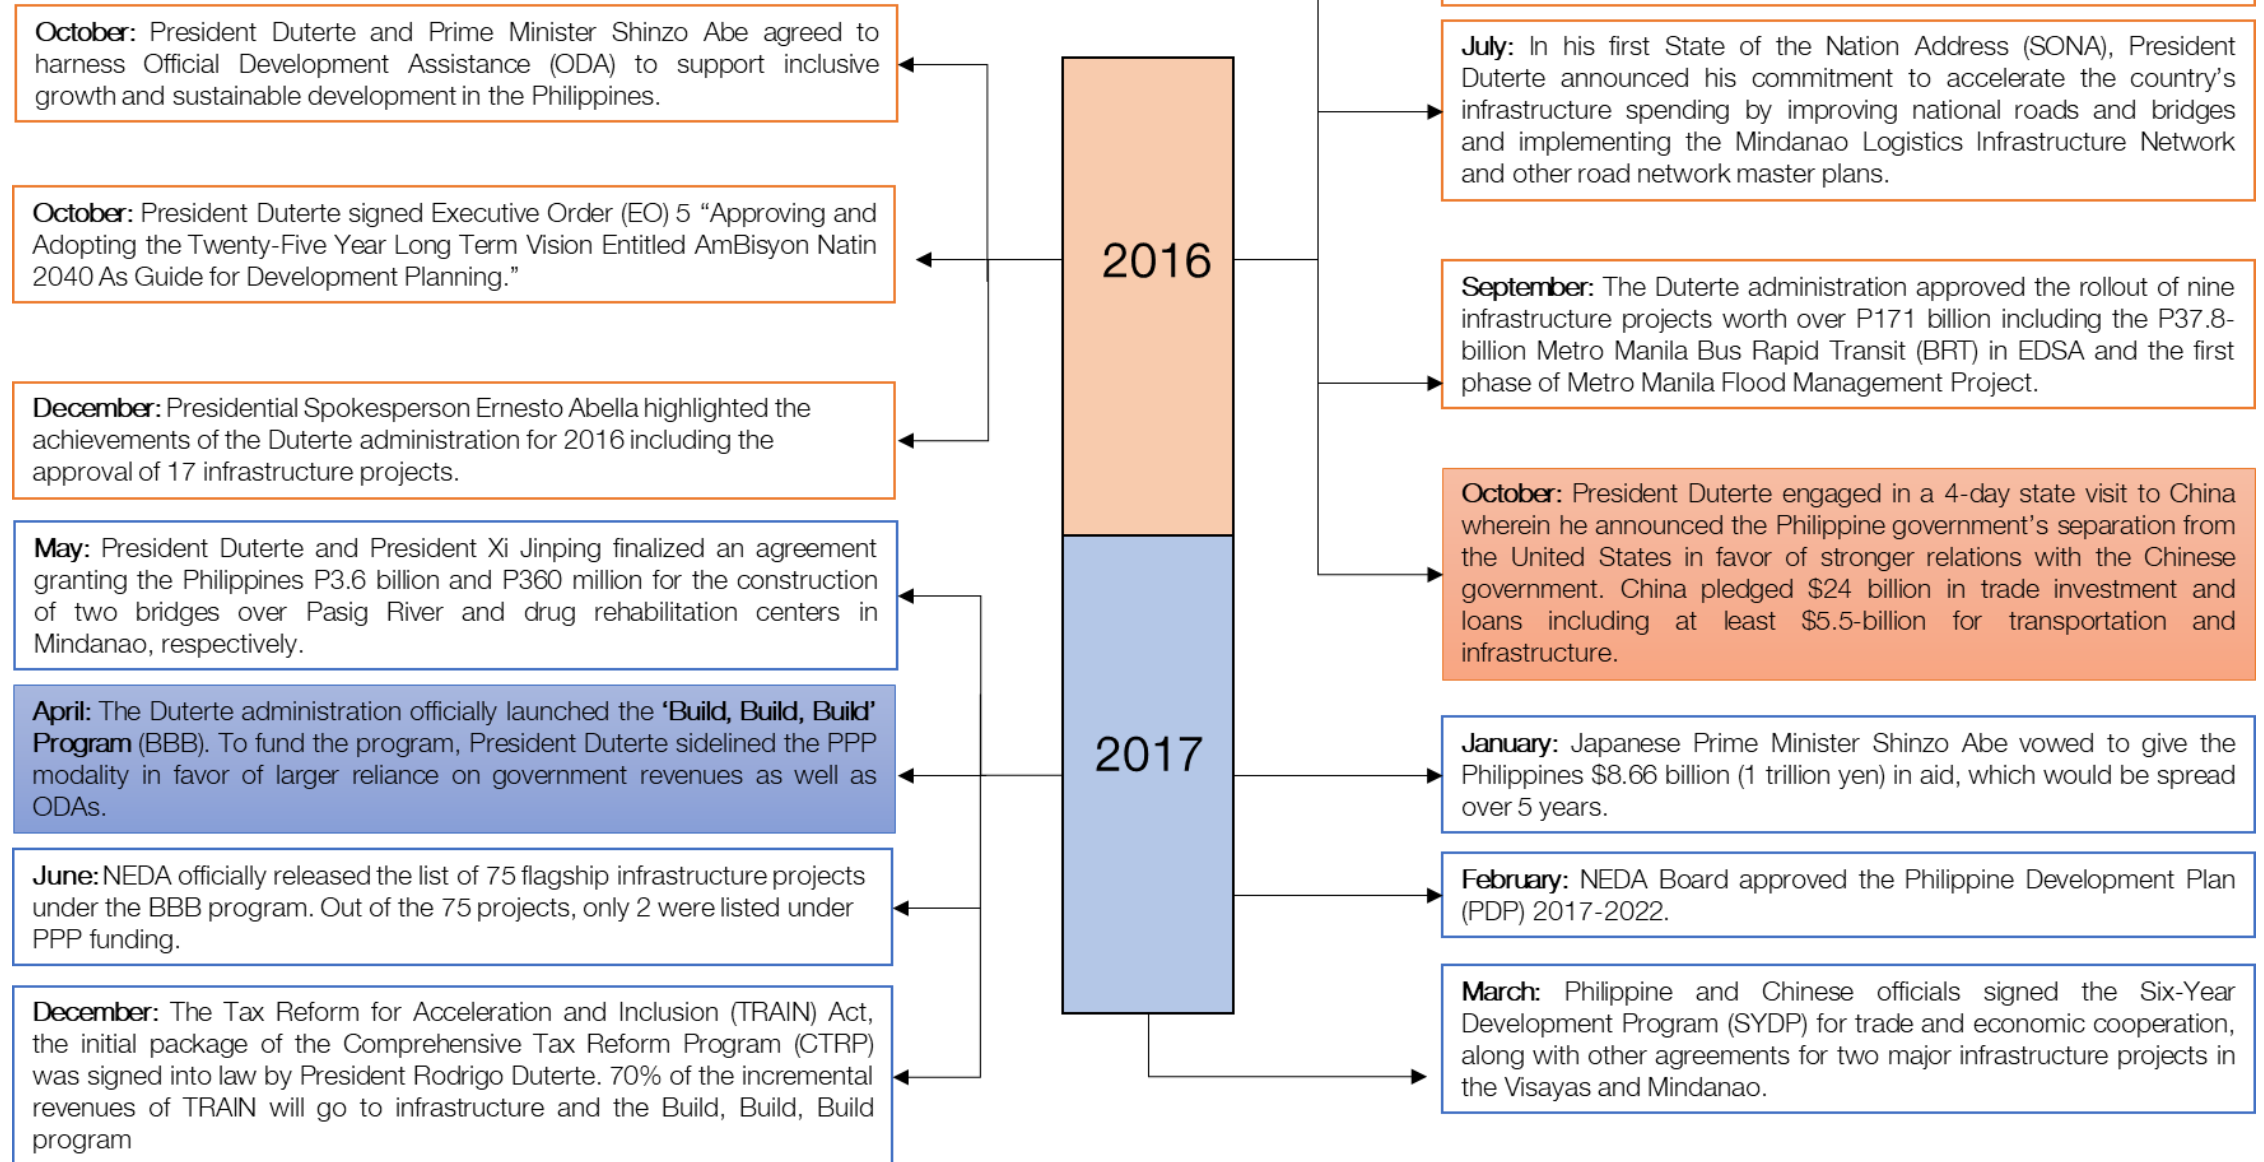 October: President Duterte and Prime Minister Shinzo Abe agreed to
harness Official Development Assistance (ODA) to support inclusive
growth and sustainable development in the Philippines.
October: President Duterte signed Executive Order (EO) 5 “Approving and
Adopting the Twenty-Five Year Long Term Vision Entitled AmBisyon Natin
2040 As Guide for Development Planning.”
December: Presidential Spokesperson Ernesto Abella highlighted the
achievements of the Duterte administration for 2016 including the
approval of 17 infrastructure projects.
2016
July: In his first State of the Nation Address (SONA), President
Duterte announced his commitment to accelerate the country’s
infrastructure spending by improving national roads and bridges
and implementing the Mindanao Logistics Infrastructure Network
and other road network master plans.
September: The Duterte administration approved the rollout of nine
infrastructure projects worth over P171 billion including the P37.8-
billion Metro Manila Bus Rapid Transit (BRT) in EDSA and the first
phase of Metro Manila Flood Management Project.
October: President Duterte engaged in a 4-day state visit to China
wherein he announced the Philippine government’s separation from
the United States in favor of stronger relations with the Chinese
government. China pledged $24 billion in trade investment and
loans including at least $5.5-billion for transportation and
infrastructure.
May: President Duterte and President Xi Jinping finalized an agreement
granting the Philippines P3.6 billion and P360 million for the construction
of two bridges over Pasig River and drug rehabilitation centers in
Mindanao, respectively.
April: The Duterte administration officially launched the ‘Build, Build, Build’
Program (BBB). To fund the program, President Duterte sidelined the PPP
modality in favor of larger reliance on government revenues as well as
ODAs.
June: NEDA officially released the list of 75 flagship infrastructure projects
under the BBB program. Out of the 75 projects, only 2 were listed under
PPP funding.
December: The Tax Reform for Acceleration and Inclusion (TRAIN) Act,
the initial package of the Comprehensive Tax Reform Program (CTRP)
was signed into law by President Rodrigo Duterte. 70% of the incremental
revenues of TRAIN will go to infrastructure and the Build, Build, Build
program
2017
January: Japanese Prime Minister Shinzo Abe vowed to give the
Philippines $8.66 billion (1 trillion yen) in aid, which would be spread
over 5 years.
February: NEDA Board approved the Philippine Development Plan
(PDP) 2017-2022.
March: Philippine and Chinese officials signed the Six-Year
Development Program (SYDP) for trade and economic cooperation,
along with other agreements for two major infrastructure projects in
the Visayas and Mindanao.